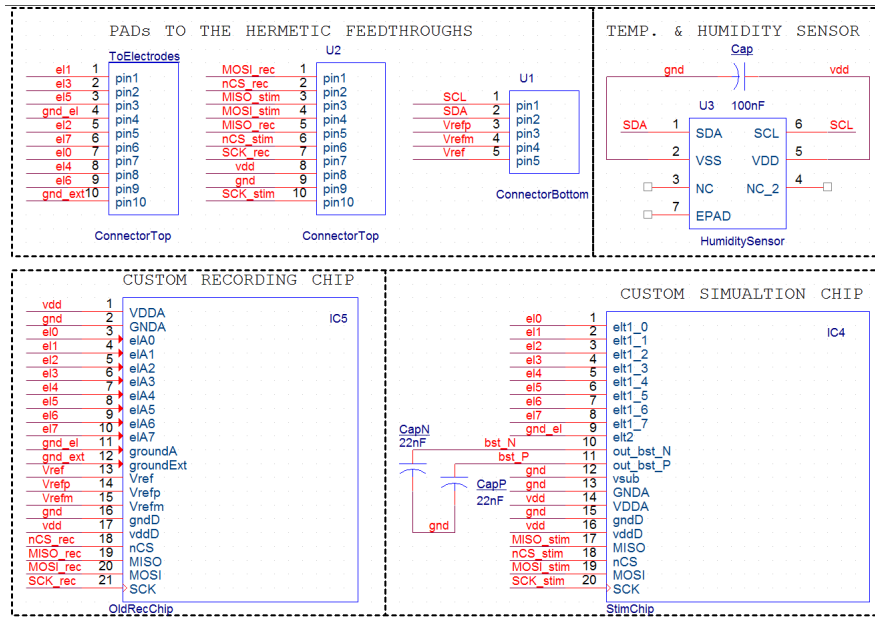 PADs TO THE HERMETIC FEEDTHROUGHS
ToElectrodes
el1 1 pin1
el3 2 pin2
el5 3 pin3
gnd_el 4 pin4
el2 5 pin5
el7 6 pin6
el0 7 pin7
el4 8 pin8
el6 9 pin9
gnd_ext 10 pin10
ConnectorTop
U2
MOSI_rec 1 pin1
nCS_rec 2 pin2
MISO_stim 3 pin3
MOSI_stim 4 pin4
MISO_rec 5 pin5
nCS_stim 6 pin6
SCK_rec 7 pin7
vdd 8 pin8
gnd 9 pin9
SCK_stim 10 pin10
ConnectorTop
U1
SCL 1 pin1
SDA 2 pin2
Vrefp 3 pin3
Vrefm 4 pin4
Vref 5 pin5
ConnectorBottom
TEMP. & HUMIDITY SENSOR
Cap
gnd vdd
U3 100nF
SDA 1 SDA SCL 6 SCL
2 VSS VDD 5
3 NC NC_2 4
7 EPAD
HumiditySensor
CUSTOM RECORDING CHIP
IC5
vdd 1 VDDA
gnd 2 GNDA
el0 3 elA0
el1 4 elA1
el2 5 elA2
el3 6 elA3
el4 7 elA4
el5 8 elA5
el6 9 elA6
el7 10 elA7
gnd_el 11 groundA
gnd_ext 12 groundExt
Vref 13 Vref
Vrefp 14 Vrefp
Vrefm 15 Vrefm
gnd 16 gndD
vdd 17 vddD
nCS_rec 18 nCS
MISO_rec 19 MISO
MOSI_rec 20 MOSI
SCK_rec 21 SCK
OldRecChip
CUSTOM SIMUALTION CHIP
IC4
el0 1 elt1_0
el1 2 elt1_1
el2 3 elt1_2
el3 4 elt1_3
el4 5 elt1_4
el5 6 elt1_5
el6 7 elt1_6
el7 8 elt1_7
gnd_el 9 elt2
CapN
22nF
bst_N 10 out_bst_N
bst_P 11 out_bst_P
CapP
22nF
gnd
gnd 12 vsub
gnd 13 GNDA
vdd 14 VDDA
gnd 15 gndD
vdd 16 vddD
MISO_stim 17 MISO
nCS_stim 18 nCS
MOSI_stim 19 MOSI
SCK_stim 20 SCK
StimChip